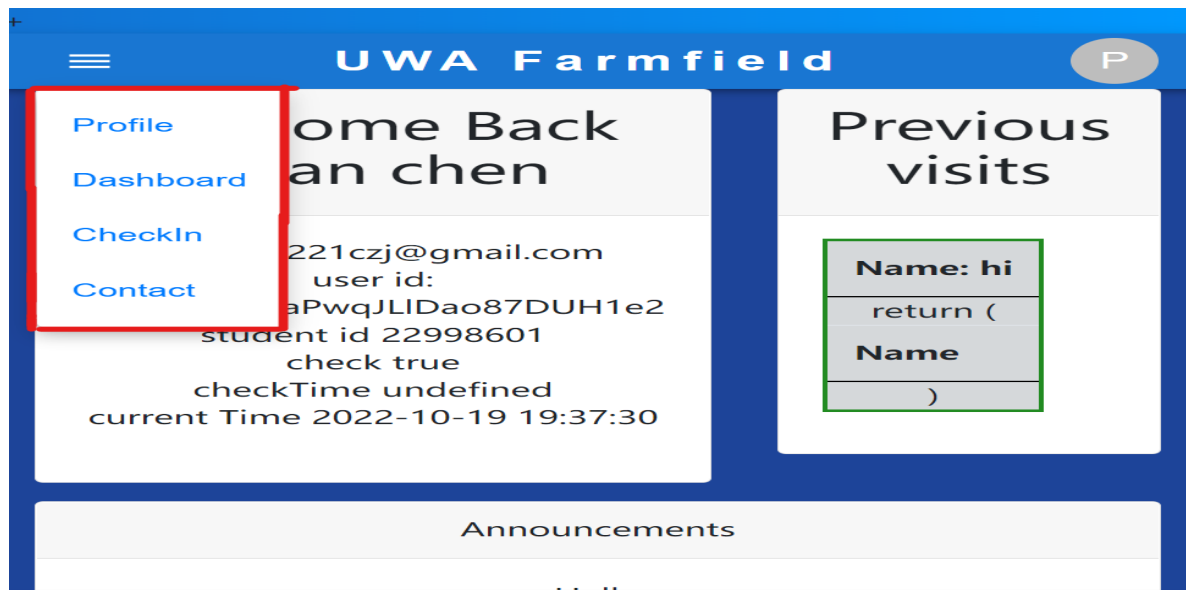 +
UWA Farmfield
P
Profile
Dashboard
CheckIn
Contact
ome Back
an chen
221czj@gmail.com
user id:
aPwqJLlDao87DUH1e2
student id 22998601
check true
checkTime undefined
current Time 2022-10-19 19:37:30
Previous
visits
Name: hi
return (
Name
)
Announcements